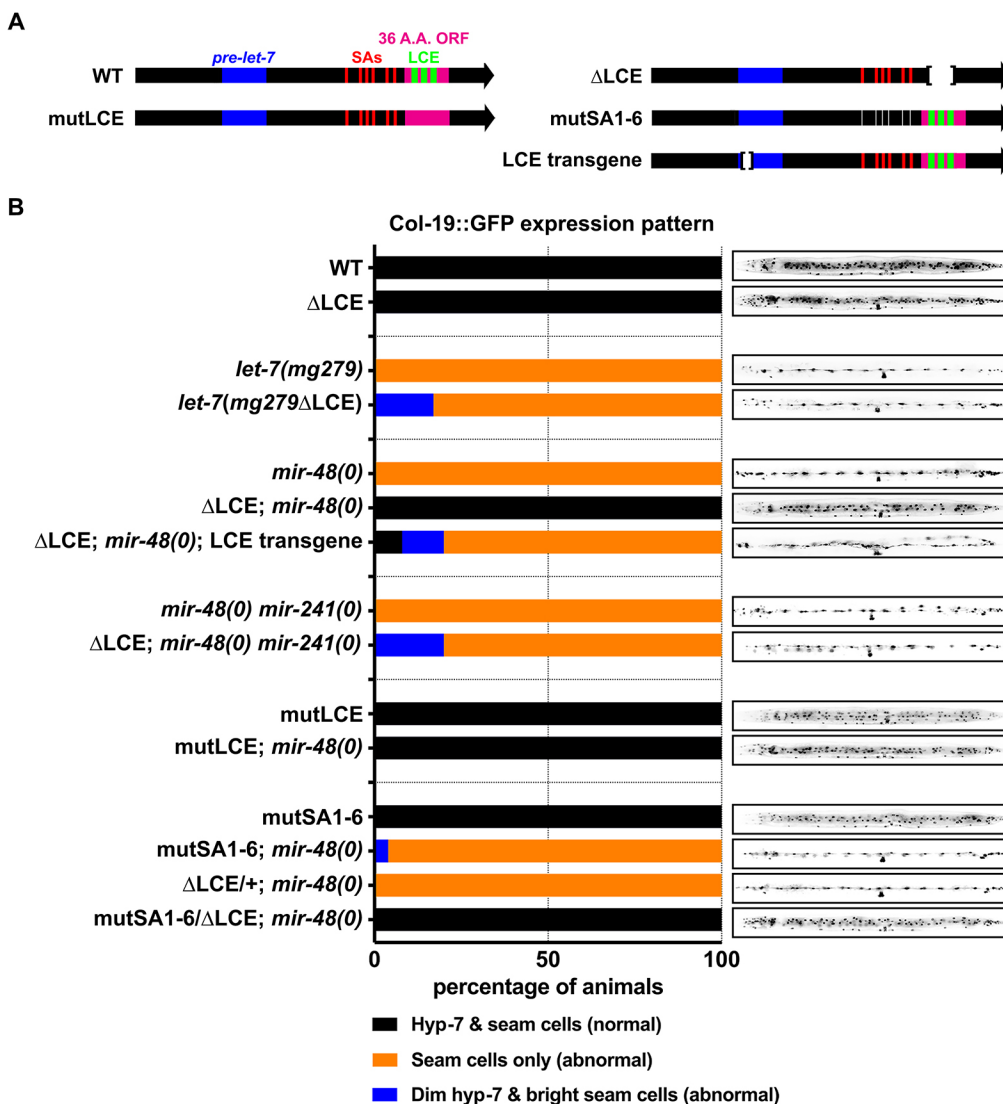 A
36 A.A. ORF
pre-let-7 SAs LCE
WT
mutLCE
ΔLCE
mutSA1-6
LCE transgene
B
Col-19::GFP expression pattern
WT
ΔLCE
let-7(mg279)
let-7(mg279ΔLCE)
mir-48(0)
ΔLCE; mir-48(0)
ΔLCE; mir-48(0); LCE transgene
mir-48(0) mir-241(0)
ΔLCE; mir-48(0) mir-241(0)
mutLCE
mutLCE; mir-48(0)
mutSA1-6
mutSA1-6; mir-48(0)
ΔLCE/+; mir-48(0)
mutSA1-6/ΔLCE; mir-48(0)
0 50 100
percentage of animals
Hyp-7 & seam cells (normal)
Seam cells only (abnormal)
Dim hyp-7 & bright seam cells (abnormal)